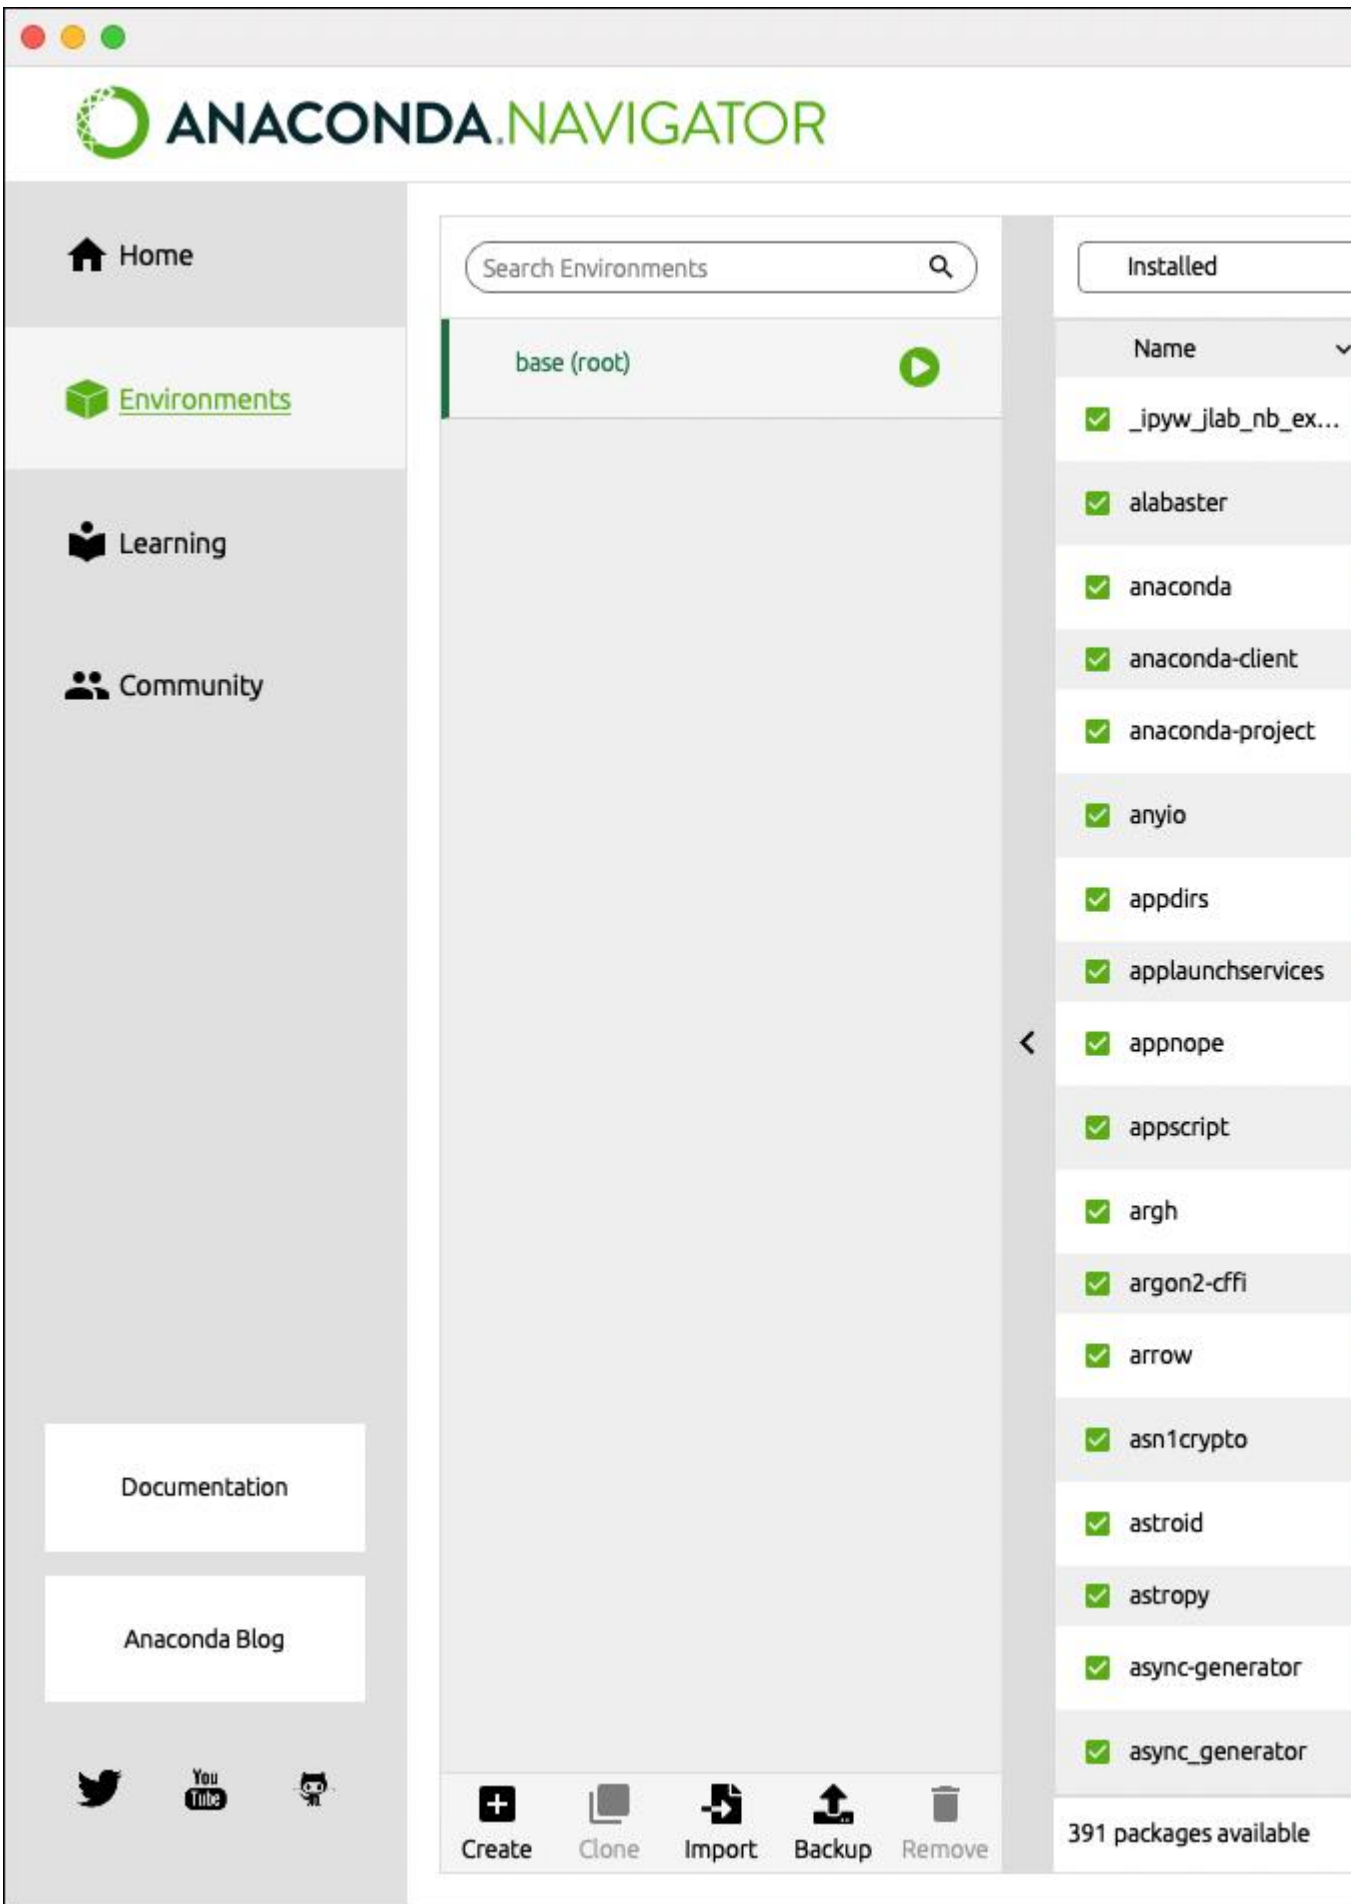 ANACONDA.NAVIGATOR
Home
Environments
Learning
Community
Documentation
Anaconda Blog
You
Tube
Search Environments
base (root)
Create
Clone
Import
Backup
Remove
Installed
Name
_ipyw_jlab_nb_ex...
alabaster
anaconda
anaconda-client
anaconda-project
anyio
appdirs
applaunchservices
appnope
appscript
argh
argon2-cffi
arrow
asn1crypto
astroid
astropy
async-generator
async_generator
391 packages available